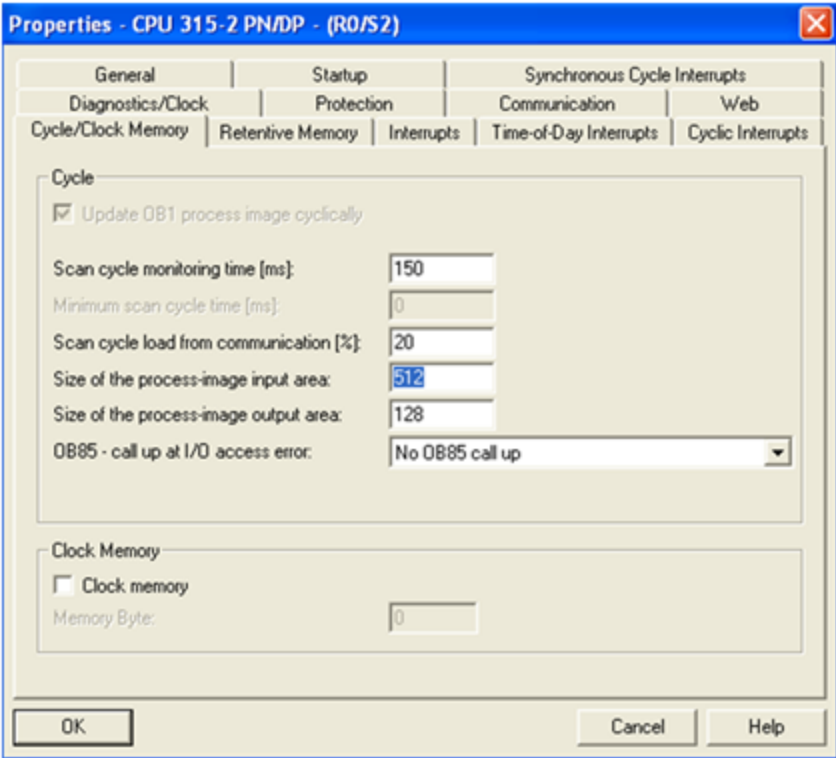 Properties - CPU 315-2 PN/DP - (R0/S2)
General Startup Synchronous Cycle Interrupts
Diagnostics/Clock Protection Communication Web
Cycle/Clock Memory Retentive Memory Interrupts Time-of-Day Interrupts Cyclic Interrupts
Cycle
Update OB1 process image cyclically
Scan cycle monitoring time [ms]: 150
Minimum scan cycle time [ms]: 0
Scan cycle load from communication [%]: 20
Size of the process-image input area: 512
Size of the process-image output area: 128
OB85 - call up at I/O access error: No OB85 call up
Clock Memory
Clock memory
Memory Byte: 0
OK Cancel Help